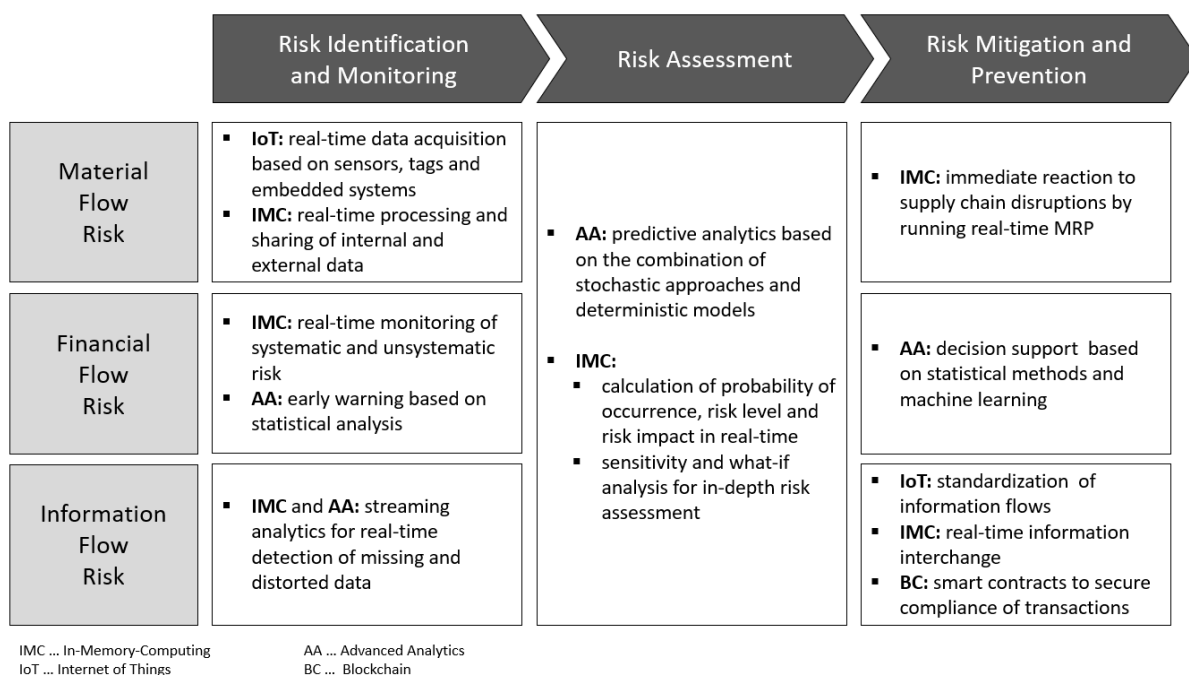 Risk Identification
and Monitoring
Risk Assessment
Risk Mitigation and
Prevention
Material
Flow
Risk
▪ IoT: real-time data acquisition
based on sensors, tags and
embedded systems
▪ IMC: real-time processing and
sharing of internal and
external data
▪ AA: predictive analytics based
on the combination of
stochastic approaches and
deterministic models
▪ IMC:
▪ calculation of probability of
occurrence, risk level and
risk impact in real-time
▪ sensitivity and what-if
analysis for in-depth risk
assessment
▪ IMC: immediate reaction to
supply chain disruptions by
running real-time MRP
Financial
Flow
Risk
▪ IMC: real-time monitoring of
systematic and unsystematic
risk
▪ AA: early warning based on
statistical analysis
▪ AA: decision support based
on statistical methods and
machine learning
Information
Flow
Risk
▪ IMC and AA: streaming
analytics for real-time
detection of missing and
distorted data
▪ IoT: standardization of
information flows
▪ IMC: real-time information
interchange
▪ BC: smart contracts to secure
compliance of transactions
IMC ... In-Memory-Computing
IoT ... Internet of Things
AA ... Advanced Analytics
BC ... Blockchain